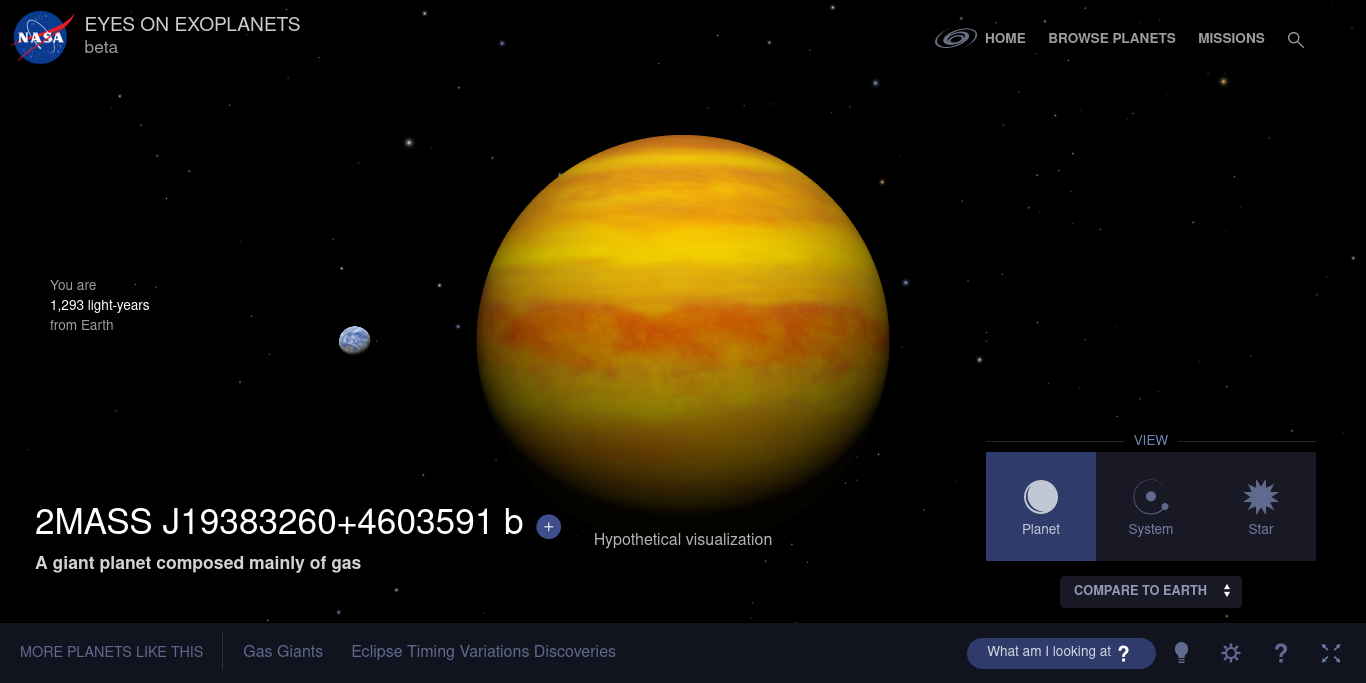 NASA
EYES ON EXOPLANETS
beta
HOME
BROWSE PLANETS
MISSIONS
You are
1,293 light-years
from Earth
VIEW
Planet
System
Star
2MASS J19383260+4603591 b +
A giant planet composed mainly of gas
Hypothetical visualization
COMPARE TO EARTH
MORE PLANETS LIKE THIS
Gas Giants
Eclipse Timing Variations Discoveries
What am I looking at ?
?